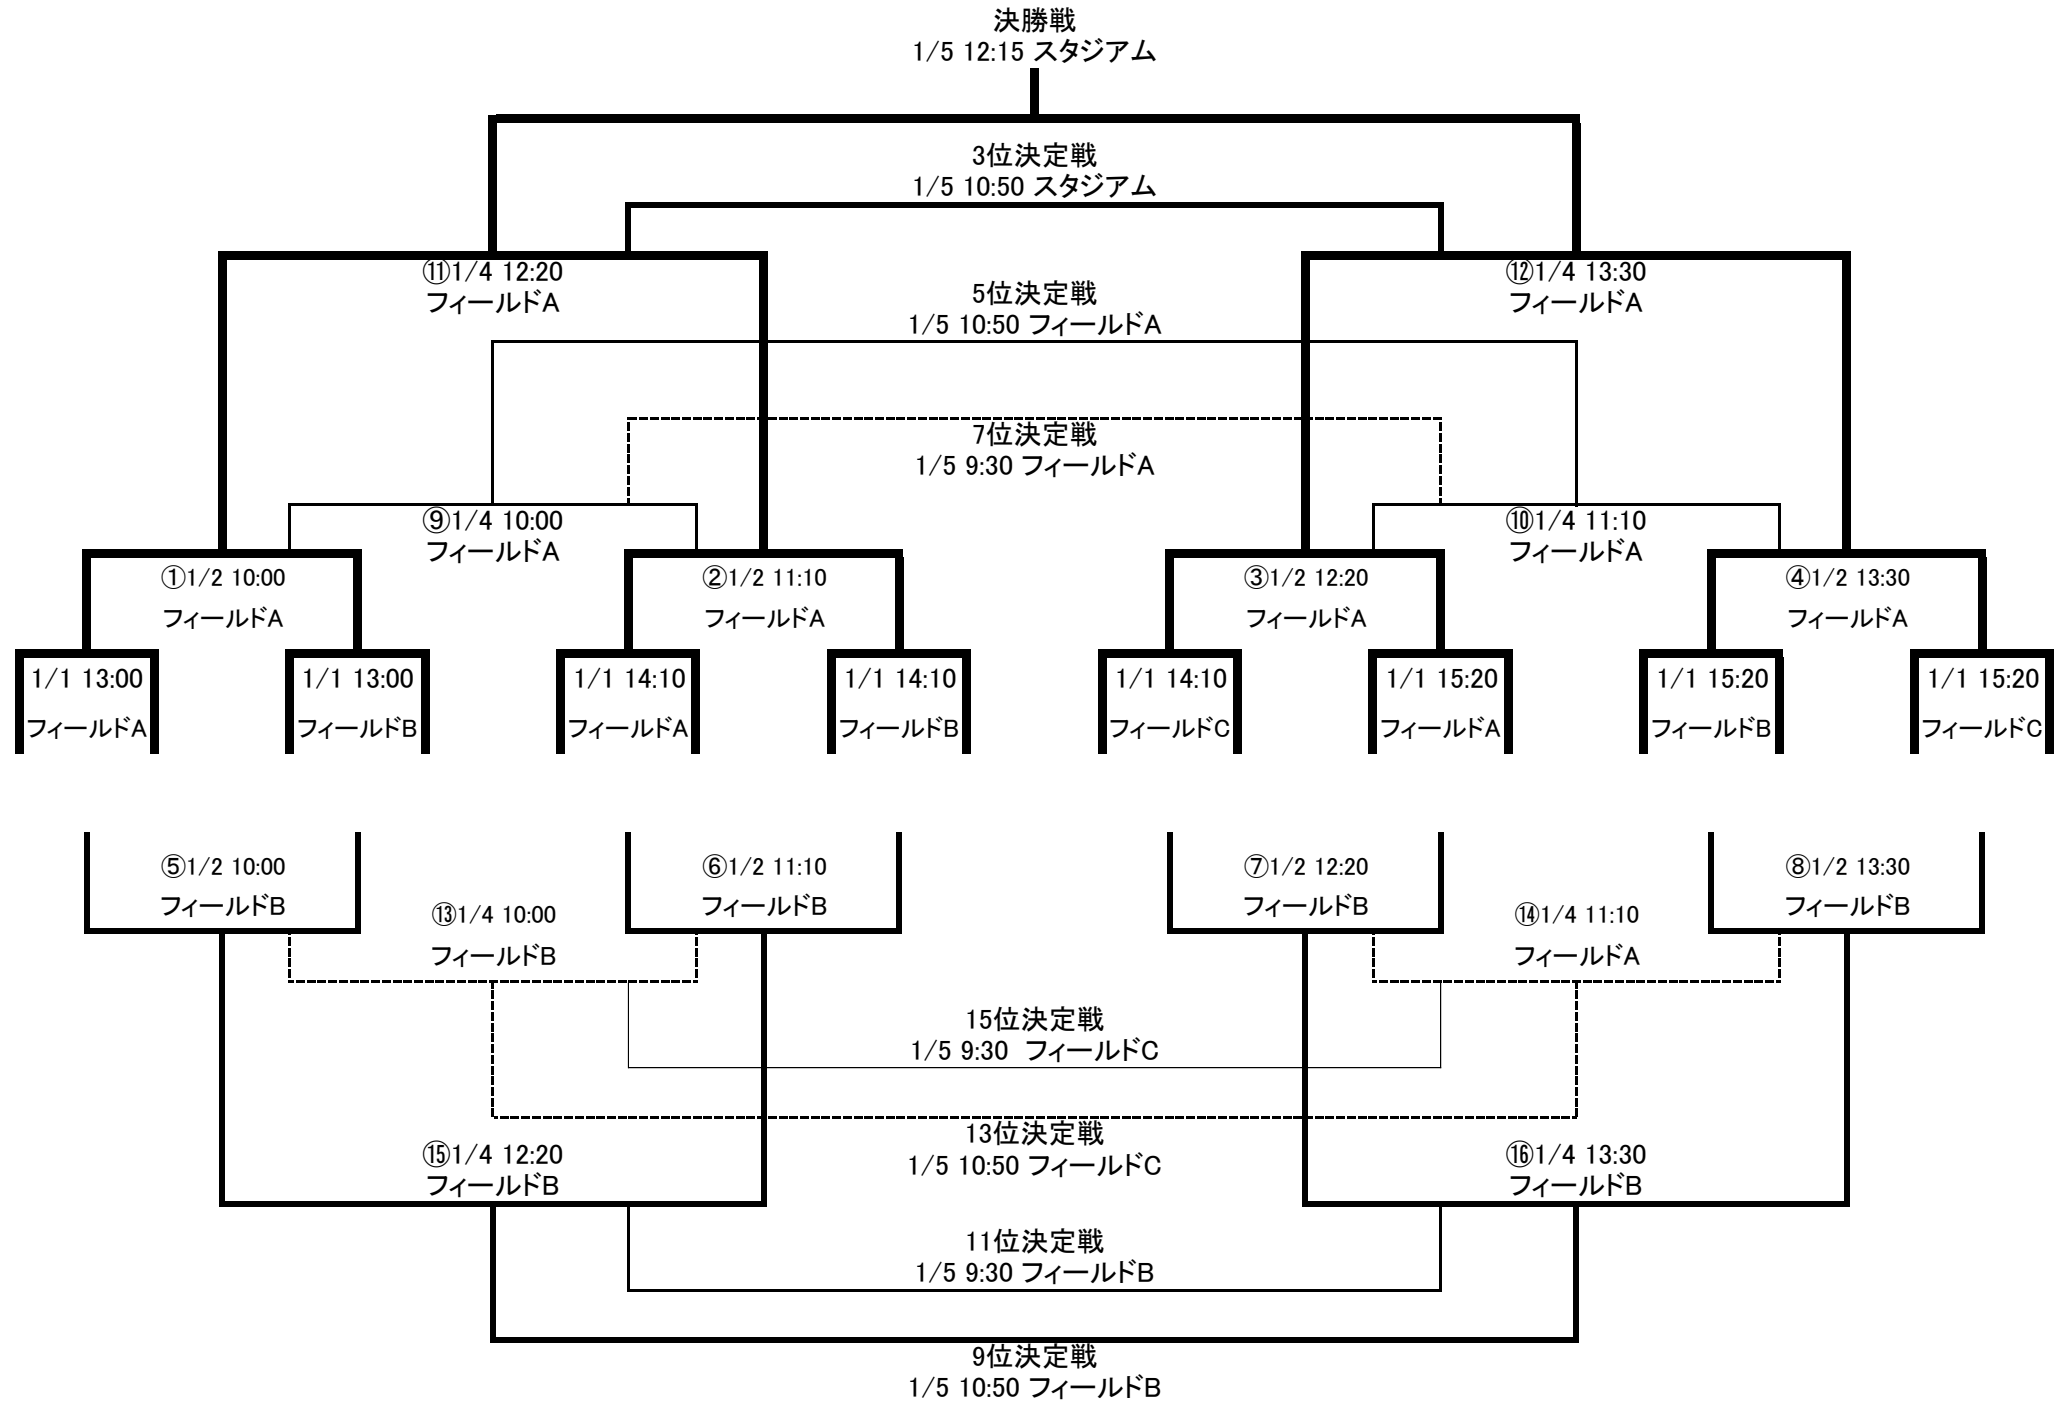 決勝戦
1/5 12:15 スタジアム
3位決定戦
1/5 10:50 スタジアム
⑪1/4 12:20
フィールドA
⑫1/4 13:30
フィールドA
5位決定戦
1/5 10:50 フィールドA
7位決定戦
1/5 9:30 フィールドA
⑨1/4 10:00
フィールドA
⑩1/4 11:10
フィールドA
①1/2 10:00
フィールドA
②1/2 11:10
フィールドA
③1/2 12:20
フィールドA
④1/2 13:30
フィールドA
1/1 13:00
フィールドA
1/1 13:00
フィールドB
1/1 14:10
フィールドA
1/1 14:10
フィールドB
1/1 14:10
フィールドC
1/1 15:20
フィールドA
1/1 15:20
フィールドB
1/1 15:20
フィールドC
⑤1/2 10:00
フィールドB
⑥1/2 11:10
フィールドB
⑦1/2 12:20
フィールドB
⑧1/2 13:30
フィールドB
⑬1/4 10:00
フィールドB
⑭1/4 11:10
フィールドA
15位決定戦
1/5 9:30 フィールドC
13位決定戦
1/5 10:50 フィールドC
⑮1/4 12:20
フィールドB
⑯1/4 13:30
フィールドB
11位決定戦
1/5 9:30 フィールドB
9位決定戦
1/5 10:50 フィールドB